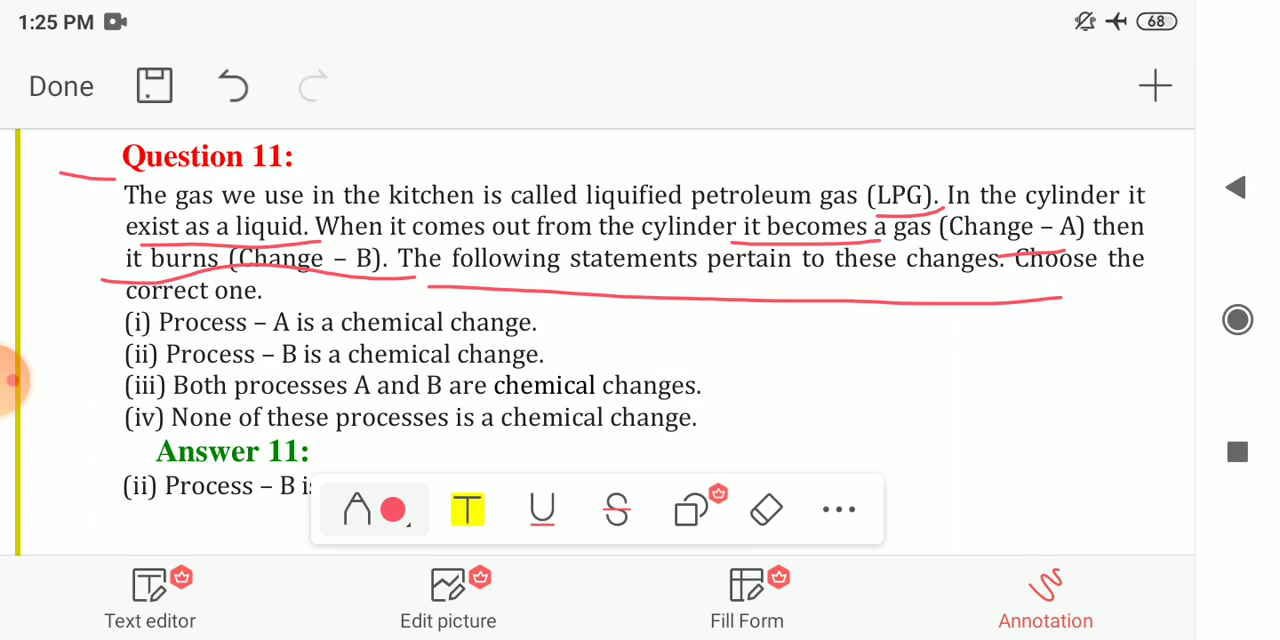 1:25 PM
68
Done
Question 11:
The gas we use in the kitchen is called liquified petroleum gas (LPG). In the cylinder it
exist as a liquid. When it comes out from the cylinder it becomes a gas (Change – A) then
it burns (Change – B). The following statements pertain to these changes. Choose the
correct one.
(i) Process – A is a chemical change.
(ii) Process – B is a chemical change.
(iii) Both processes A and B are chemical changes.
(iv) None of these processes is a chemical change.
Answer 11:
(ii) Process – B
T
U
S
Text editor
Edit picture
Fill Form
Annotation